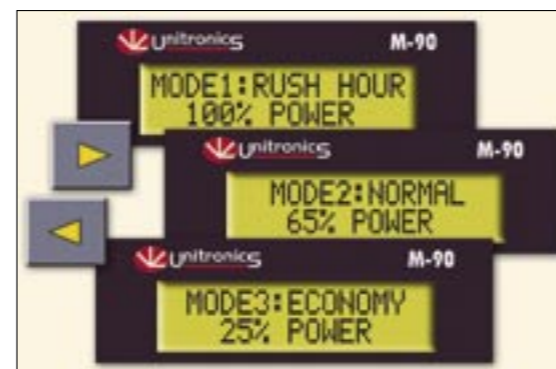 Unitronics M-90
MODE1:RUSH HOUR
100% POWER
Unitronics M-90
MODE2:NORMAL
65% POWER
Unitronics M-90
MODE3:ECONOMY
25% POWER